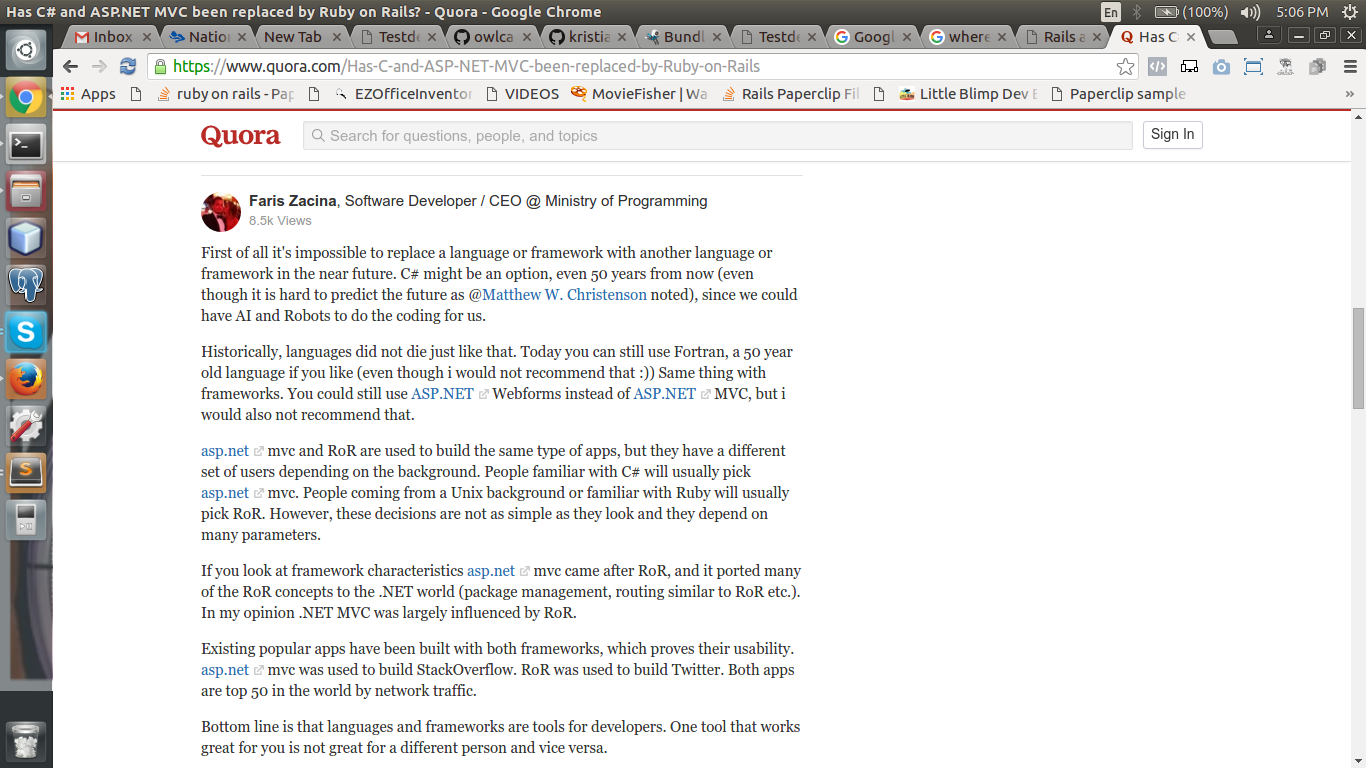 Has C# and ASP.NET MVC been replaced by Ruby on Rails? - Quora - Google Chrome
En (100%) 5:06 PM
Inbox Natio New Tab Testde owlca kristia Bundl Testde Googl where Rails a Has C
https://www.quora.com/Has-C-and-ASP-NET-MVC-been-replaced-by-Ruby-on-Rails
Apps ruby on rails - Pap EZOfficeInventor VIDEOS MovieFisher | Wa Rails Paperclip Fil Little Blimp Dev B Paperclip sample »
Quora Search for questions, people, and topics Sign In
Faris Zacina, Software Developer / CEO @ Ministry of Programming
8.5k Views
First of all it's impossible to replace a language or framework with another language or
framework in the near future. C# might be an option, even 50 years from now (even
though it is hard to predict the future as @Matthew W. Christenson noted), since we could
have AI and Robots to do the coding for us.
Historically, languages did not die just like that. Today you can still use Fortran, a 50 year
old language if you like (even though i would not recommend that :)) Same thing with
frameworks. You could still use ASP.NET Webforms instead of ASP.NET MVC, but i
would also not recommend that.
asp.net mvc and RoR are used to build the same type of apps, but they have a different
set of users depending on the background. People familiar with C# will usually pick
asp.net mvc. People coming from a Unix background or familiar with Ruby will usually
pick RoR. However, these decisions are not as simple as they look and they depend on
many parameters.
If you look at framework characteristics asp.net mvc came after RoR, and it ported many
of the RoR concepts to the .NET world (package management, routing similar to RoR etc.).
In my opinion .NET MVC was largely influenced by RoR.
Existing popular apps have been built with both frameworks, which proves their usability.
asp.net mvc was used to build StackOverflow. RoR was used to build Twitter. Both apps
are top 50 in the world by network traffic.
Bottom line is that languages and frameworks are tools for developers. One tool that works
great for you is not great for a different person and vice versa.